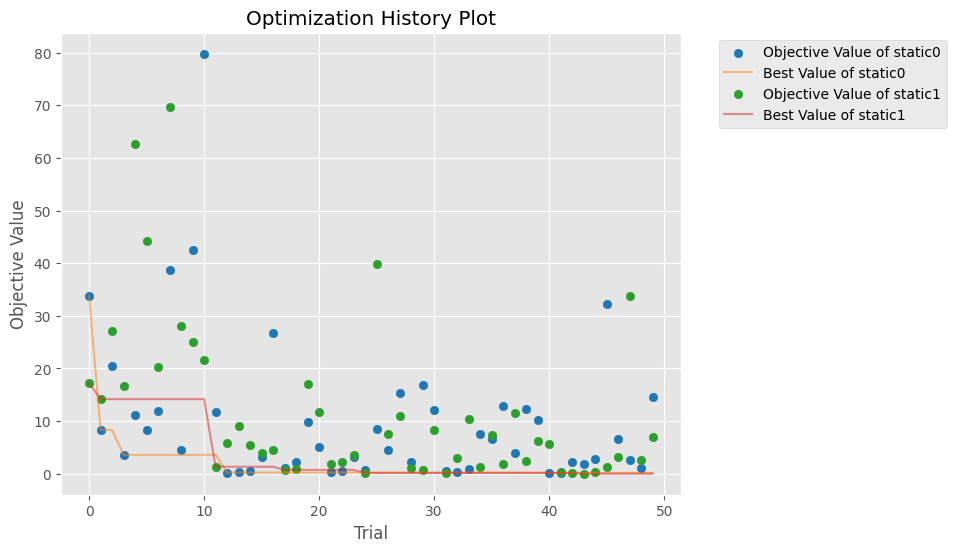 Optimization History Plot
Objective Value of static0
Best Value of static0
Objective Value of static1
Best Value of static1
Objective Value
80
70
60
50
40
30
20
10
0
0 10 20 30 40 50
Trial